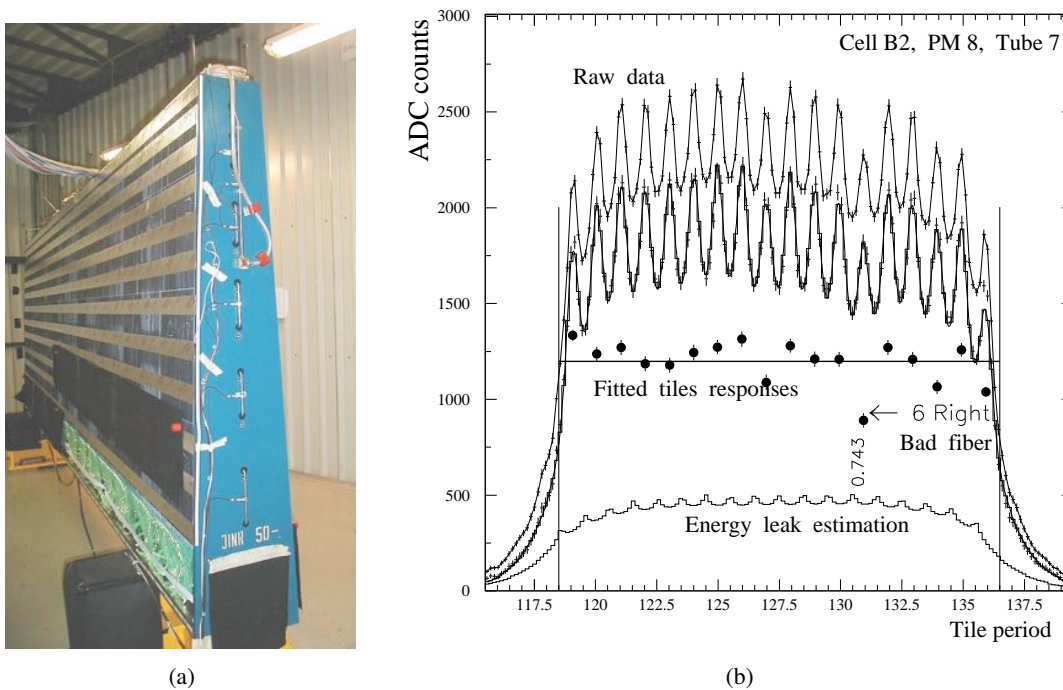 JINR 50-
(a)
ADC counts
3000
2500
2000
1500
1000
500
0
Cell B2, PM 8, Tube 7
Raw data
Fitted tiles responses
6 Right
Bad fiber
0.743
Energy leak estimation
117.5 120 122.5 125 127.5 130 132.5 135 137.5
Tile period
(b)